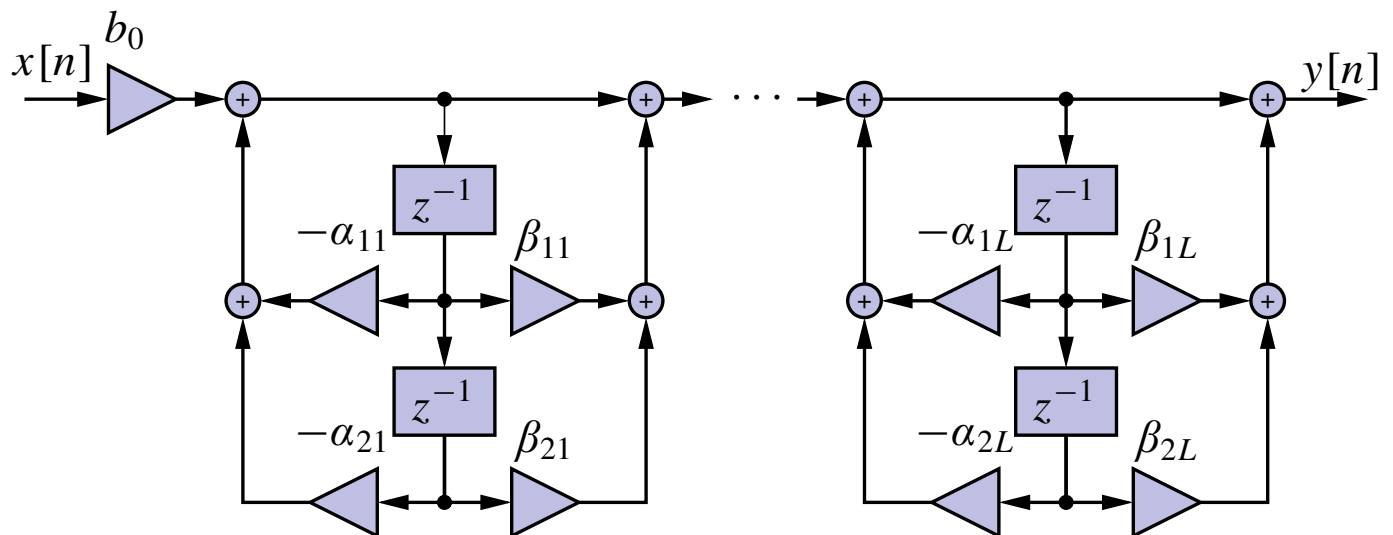 b₀
x[n] + + ··· + + y[n]
z⁻¹ z⁻¹
−α₁₁ β₁₁ −α₁L β₁L
+ + + +
z⁻¹ z⁻¹
−α₂₁ β₂₁ −α₂L β₂L